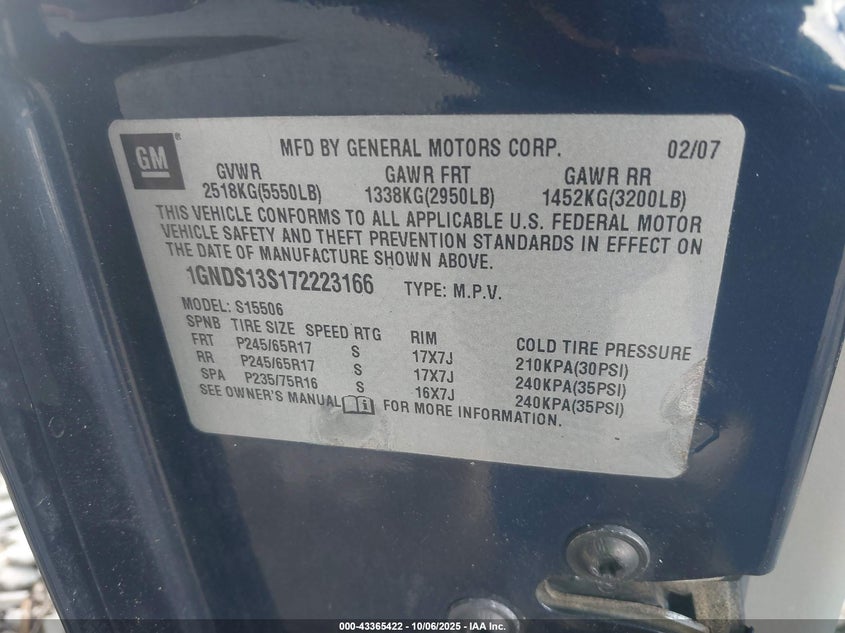 GM ®
MFD BY GENERAL MOTORS CORP. 02/07
GVWR GAWR FRT GAWR RR
2518KG(5550LB) 1338KG(2950LB) 1452KG(3200LB)
THIS VEHICLE CONFORMS TO ALL APPLICABLE U.S. FEDERAL MOTOR
VEHICLE SAFETY AND THEFT PREVENTION STANDARDS IN EFFECT ON
THE DATE OF MANUFACTURE SHOWN ABOVE.
1GNDS13S172223166 TYPE: M.P.V.
MODEL: S15506
SPNB TIRE SIZE SPEED RTG RIM COLD TIRE PRESSURE
FRT P245/65R17 S 17X7J 210KPA(30PSI)
RR P245/65R17 S 17X7J 240KPA(35PSI)
SPA P235/75R16 S 16X7J 240KPA(35PSI)
SEE OWNER'S MANUAL i FOR MORE INFORMATION.
000-43365422 - 10/06/2025 - IAA Inc.